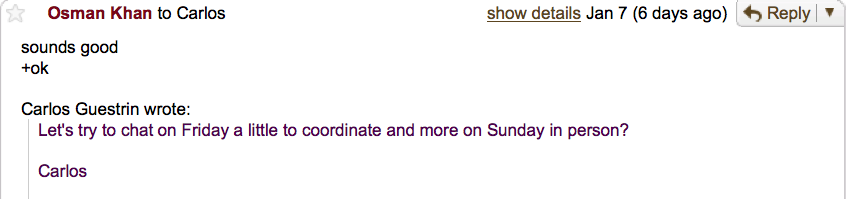 Osman Khan to Carlos show details Jan 7 (6 days ago) Reply
sounds good
+ok
Carlos Guestrin wrote:
Let's try to chat on Friday a little to coordinate and more on Sunday in person?
Carlos